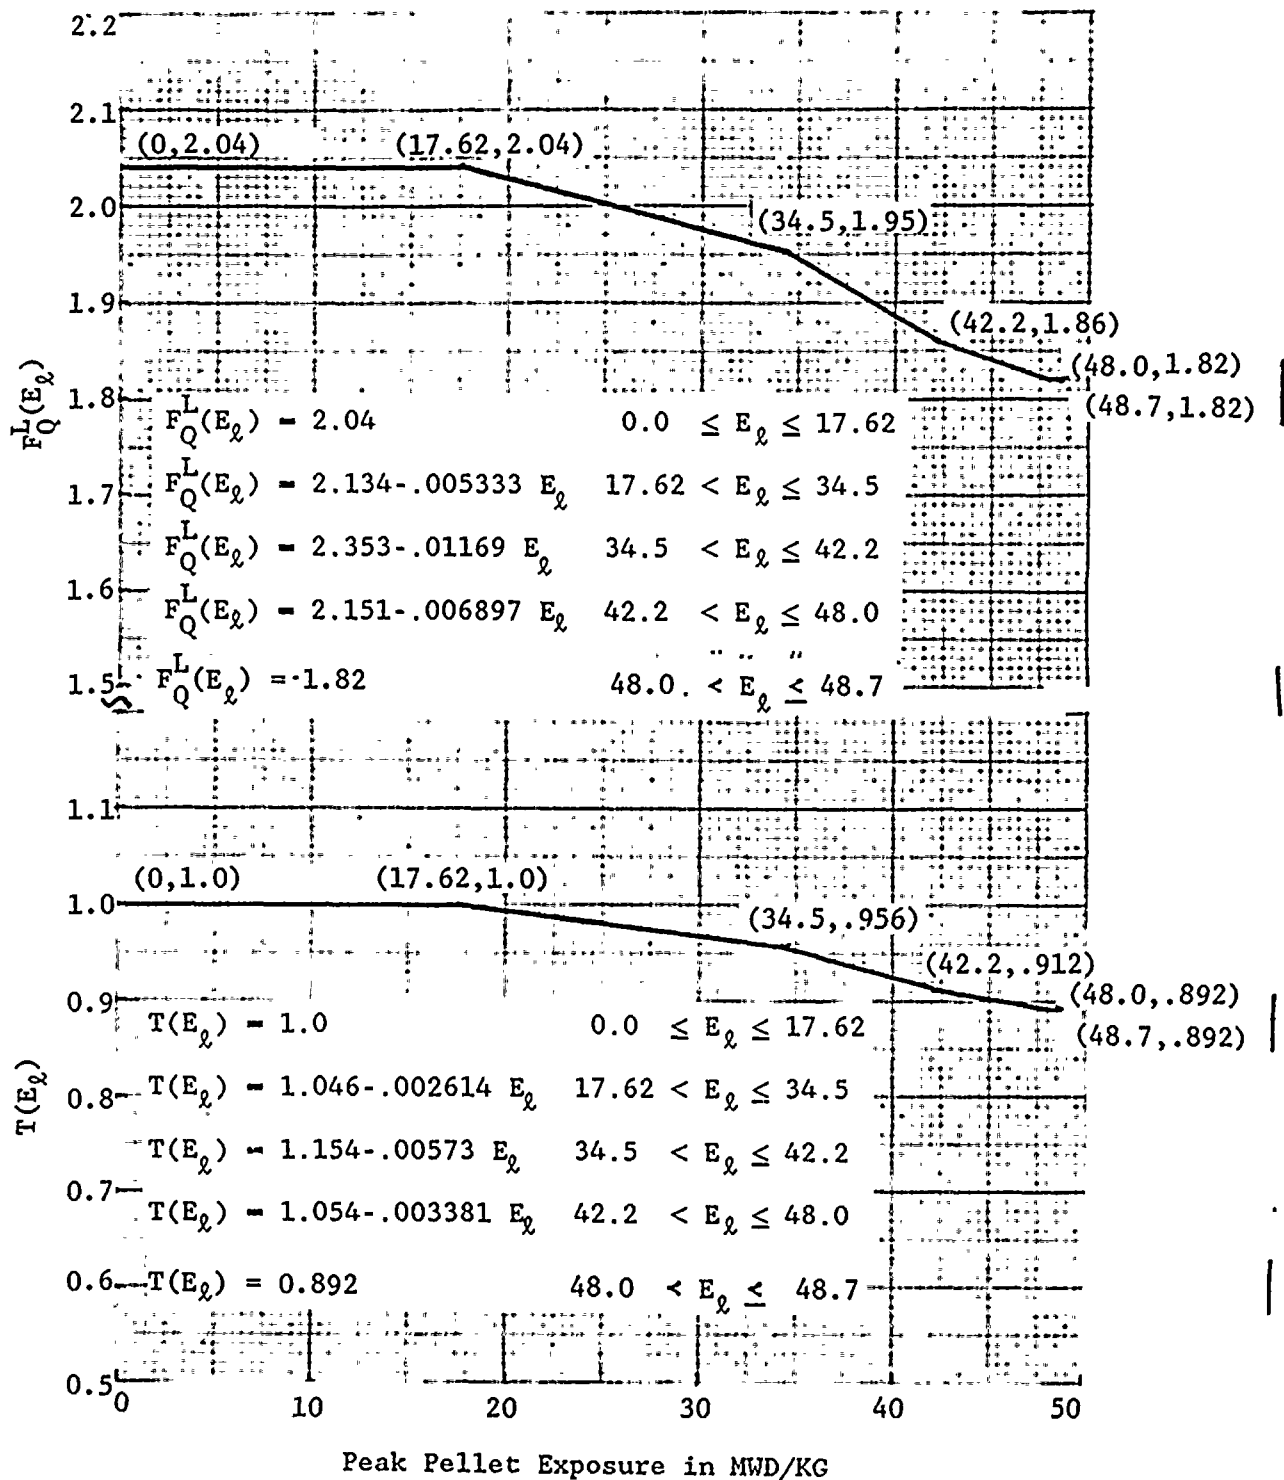 2.2
2.1
(0,2.04) (17.62,2.04)
2.0
(34.5,1.95)
1.9
(42.2,1.86)
(48.0,1.82)
1.8
(48.7,1.82)
F_Q^L(E_ℓ)
F_Q^L(E_ℓ) = 2.04 0.0 ≤ E_ℓ ≤ 17.62
1.7
F_Q^L(E_ℓ) = 2.134-.005333 E_ℓ 17.62 < E_ℓ ≤ 34.5
F_Q^L(E_ℓ) = 2.353-.01169 E_ℓ 34.5 < E_ℓ ≤ 42.2
1.6
F_Q^L(E_ℓ) = 2.151-.006897 E_ℓ 42.2 < E_ℓ ≤ 48.0
1.5
F_Q^L(E_ℓ) = 1.82 48.0 < E_ℓ ≤ 48.7
1.1
(0,1.0) (17.62,1.0)
1.0
(34.5,.956)
(42.2,.912)
0.9
(48.0,.892)
(48.7,.892)
T(E_ℓ)
T(E_ℓ) = 1.0 0.0 ≤ E_ℓ ≤ 17.62
0.8
T(E_ℓ) = 1.046-.002614 E_ℓ 17.62 < E_ℓ ≤ 34.5
T(E_ℓ) = 1.154-.00573 E_ℓ 34.5 < E_ℓ ≤ 42.2
0.7
T(E_ℓ) = 1.054-.003381 E_ℓ 42.2 < E_ℓ ≤ 48.0
0.6
T(E_ℓ) = 0.892 48.0 < E_ℓ ≤ 48.7
0.5
0 10 20 30 40 50
Peak Pellet Exposure in MWD/KG